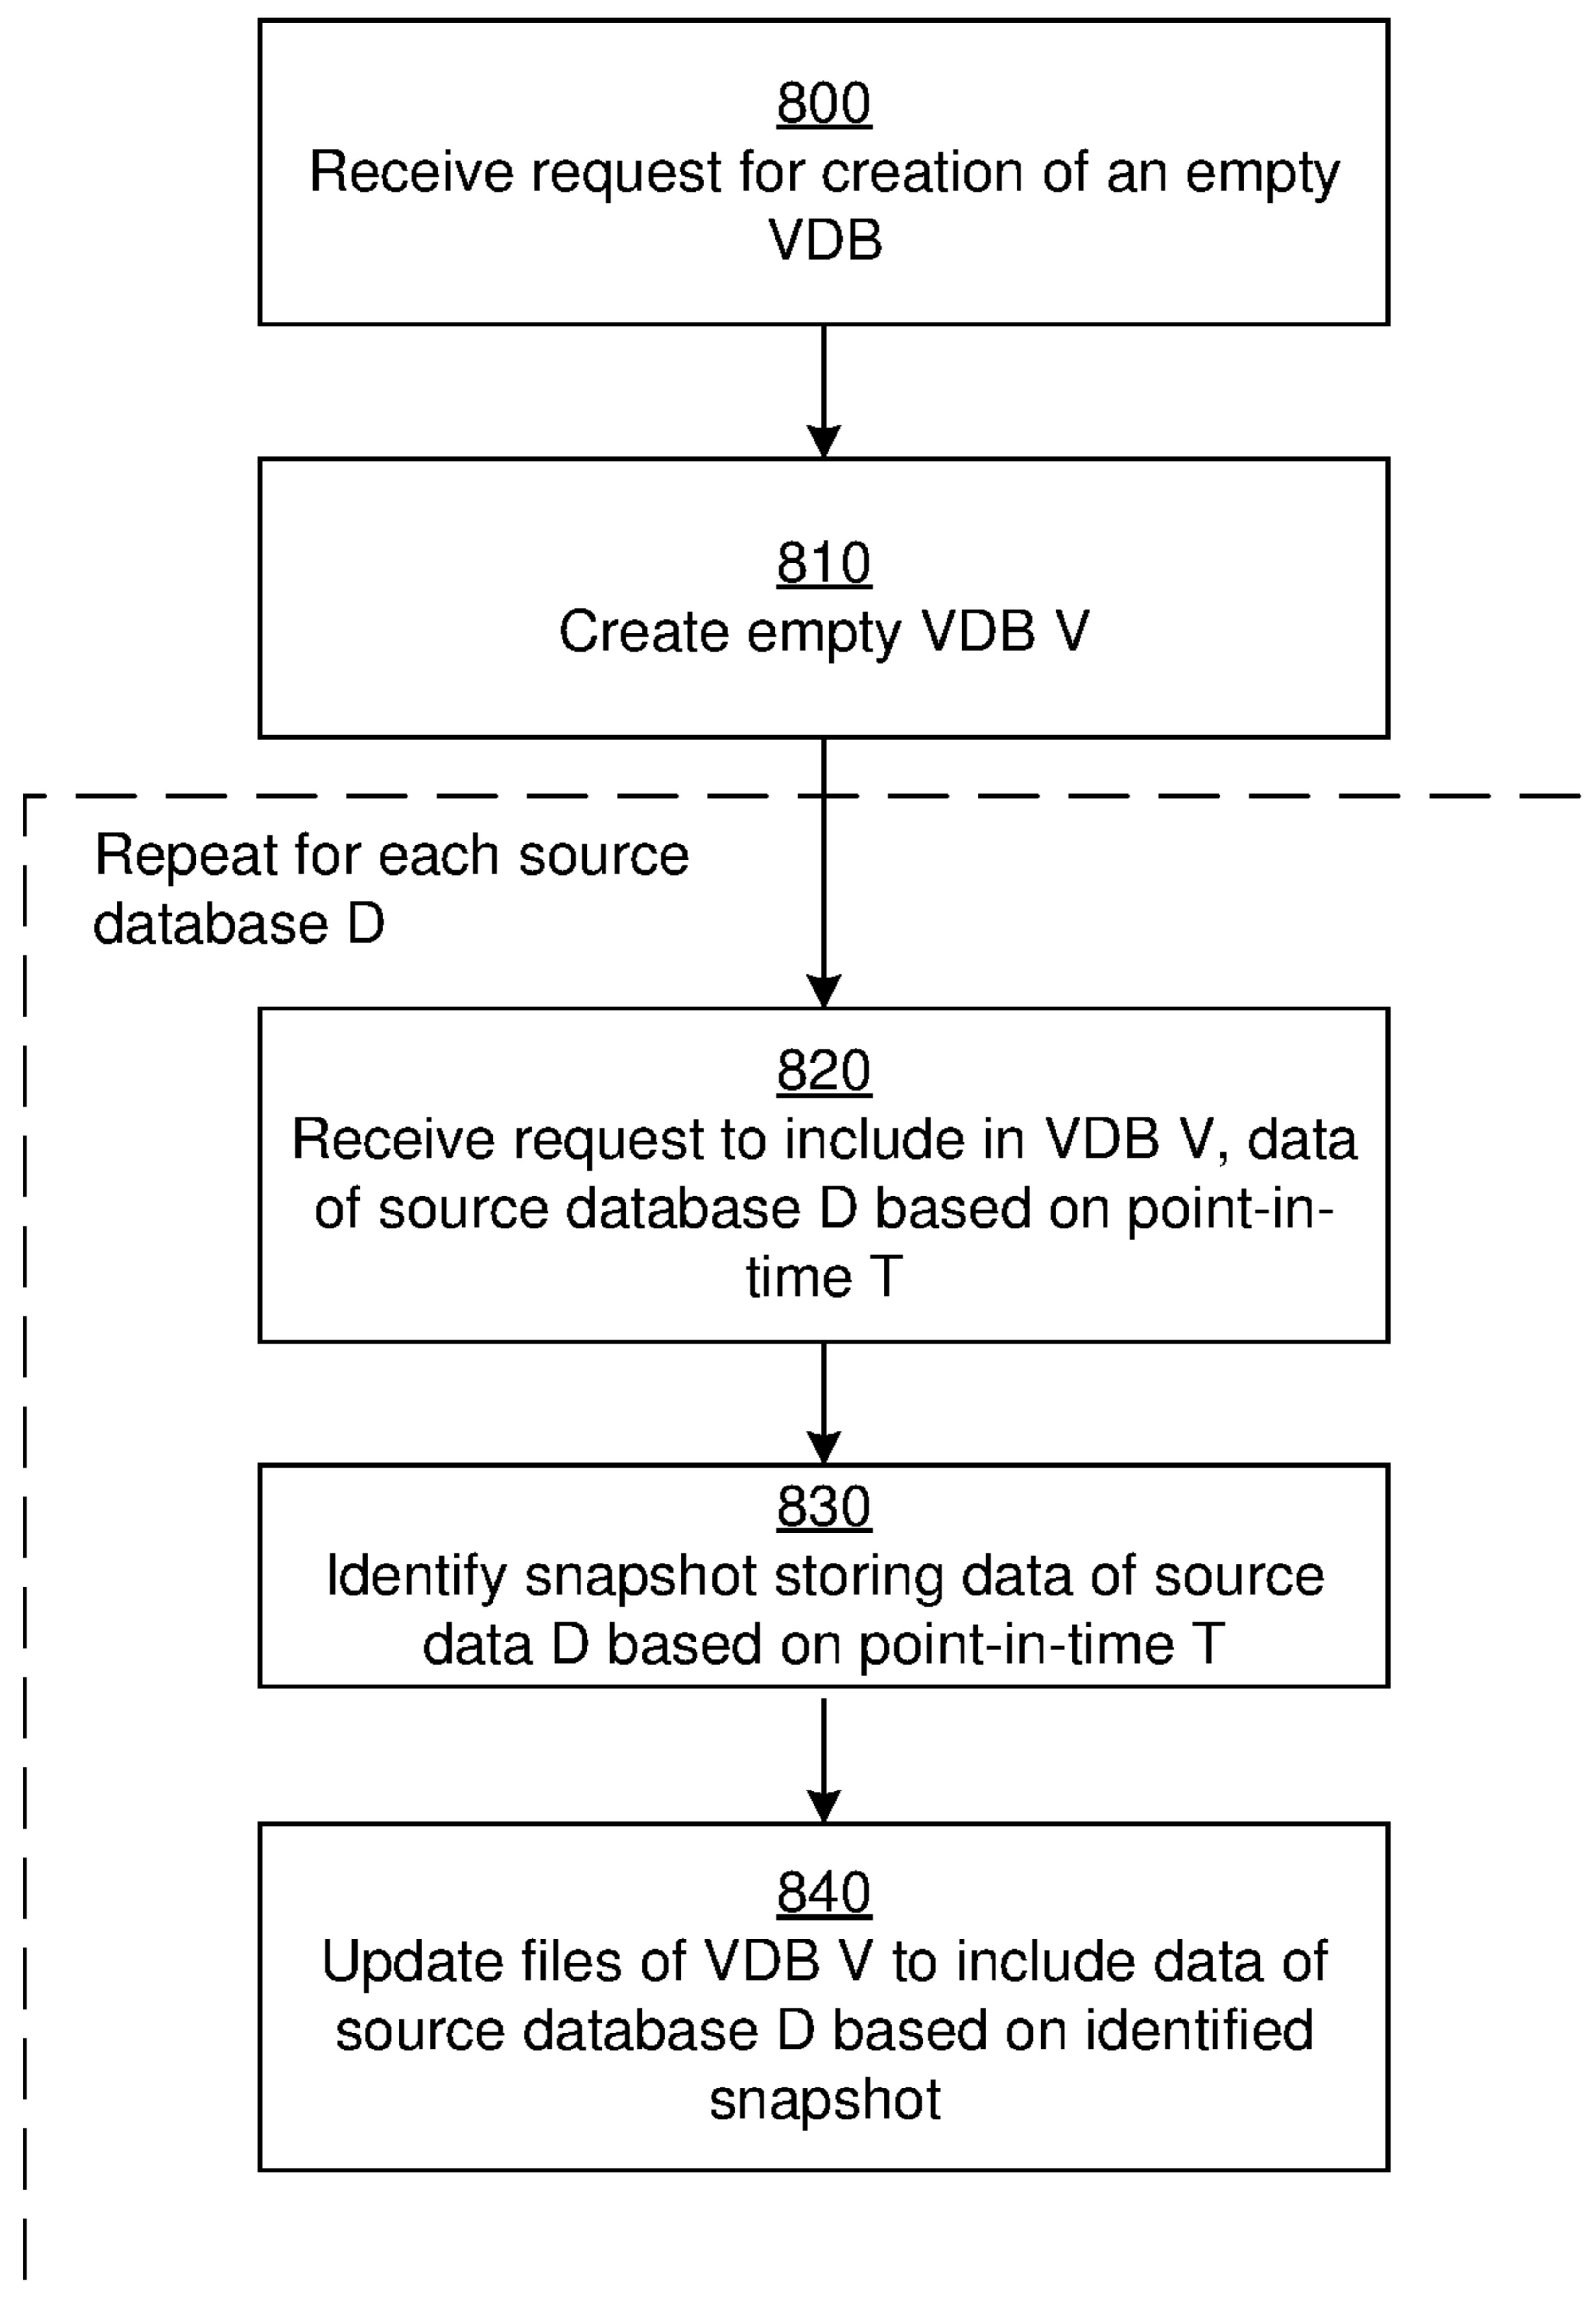 800
Receive request for creation of an empty
VDB
810
Create empty VDB V
Repeat for each source
database D
820
Receive request to include in VDB V, data
of source database D based on point-in-
time T
830
Identify snapshot storing data of source
data D based on point-in-time T
840
Update files of VDB V to include data of
source database D based on identified
snapshot